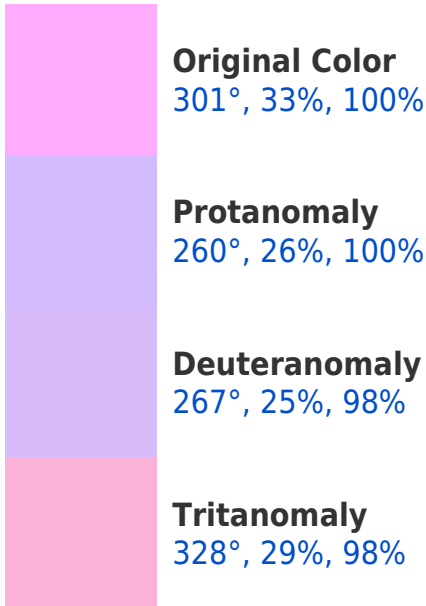 Original Color
301°, 33%, 100%
Protanomaly
260°, 26%, 100%
Deuteranomaly
267°, 25%, 98%
Tritanomaly
328°, 29%, 98%